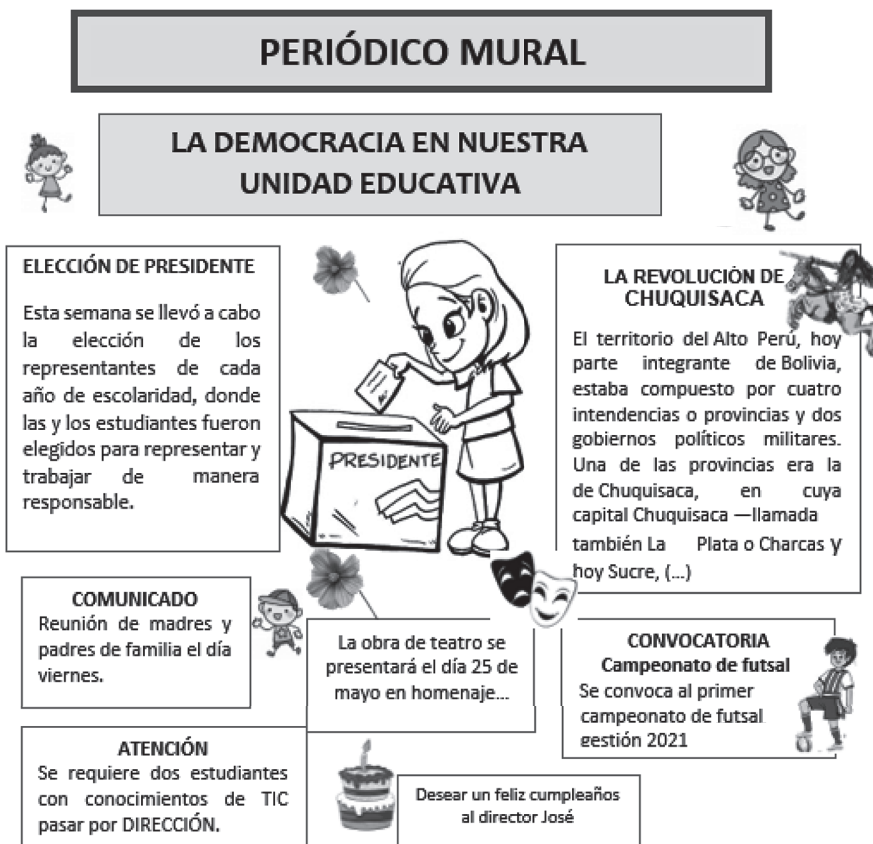 PERIÓDICO MURAL
LA DEMOCRACIA EN NUESTRA
UNIDAD EDUCATIVA
ELECCIÓN DE PRESIDENTE
Esta semana se llevó a cabo
la elección de los
representantes de cada
año de escolaridad, donde
las y los estudiantes fueron
elegidos para representar y
trabajar de manera
responsable.
PRESIDENTE
LA REVOLUCIÒN DE
CHUQUISACA
El territorio del Alto Perú, hoy
parte integrante de Bolivia,
estaba compuesto por cuatro
intendencias o provincias y dos
gobiernos políticos militares.
Una de las provincias era la
de Chuquisaca, en cuya
capital Chuquisaca —llamada
también La Plata o Charcas y
hoy Sucre, (...)
COMUNICADO
Reunión de madres y
padres de familia el día
viernes.
La obra de teatro se
presentará el día 25 de
mayo en homenaje...
CONVOCATORIA
Campeonato de futsal
Se convoca al primer
campeonato de futsal
gestión 2021
ATENCIÓN
Se requiere dos estudiantes
con conocimientos de TIC
pasar por DIRECCIÓN.
Desear un feliz cumpleaños
al director José